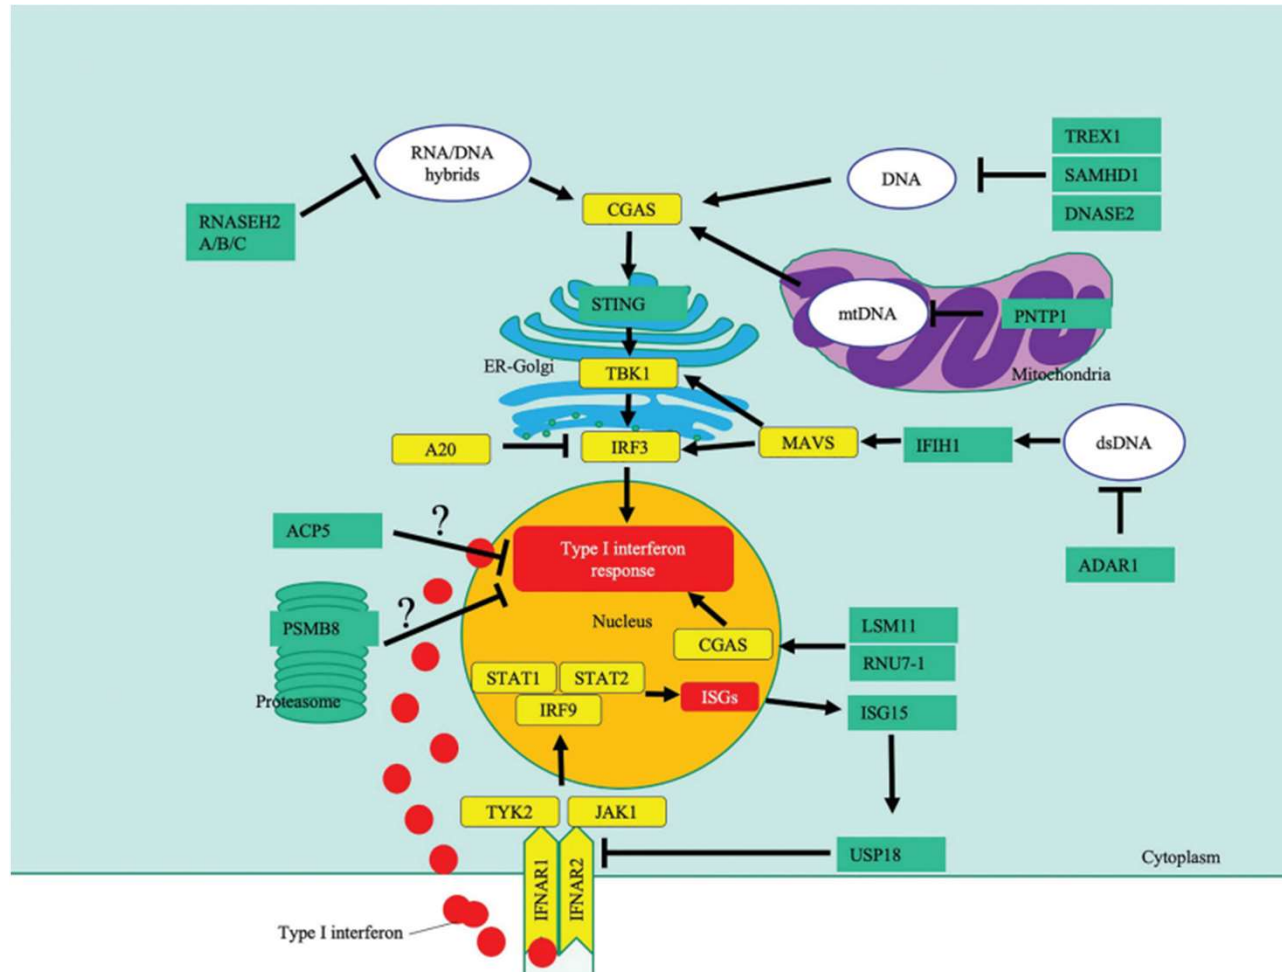 RNA/DNA
hybrids
DNA
TREX1
SAMHD1
DNASE2
RNASEH2
A/B/C
CGAS
STING
mtDNA
PNTP1
ER-Golgi
TBK1
Mitochondria
A20
IRF3
MAVS
IFIH1
dsDNA
ACP5
?
Type I interferon
response
ADAR1
PSMB8
?
Proteasome
Nucleus
CGAS
LSM11
RNU7-1
STAT1
STAT2
IRF9
ISGs
ISG15
TYK2
JAK1
IFNAR1
IFNAR2
USP18
Cytoplasm
Type I interferon